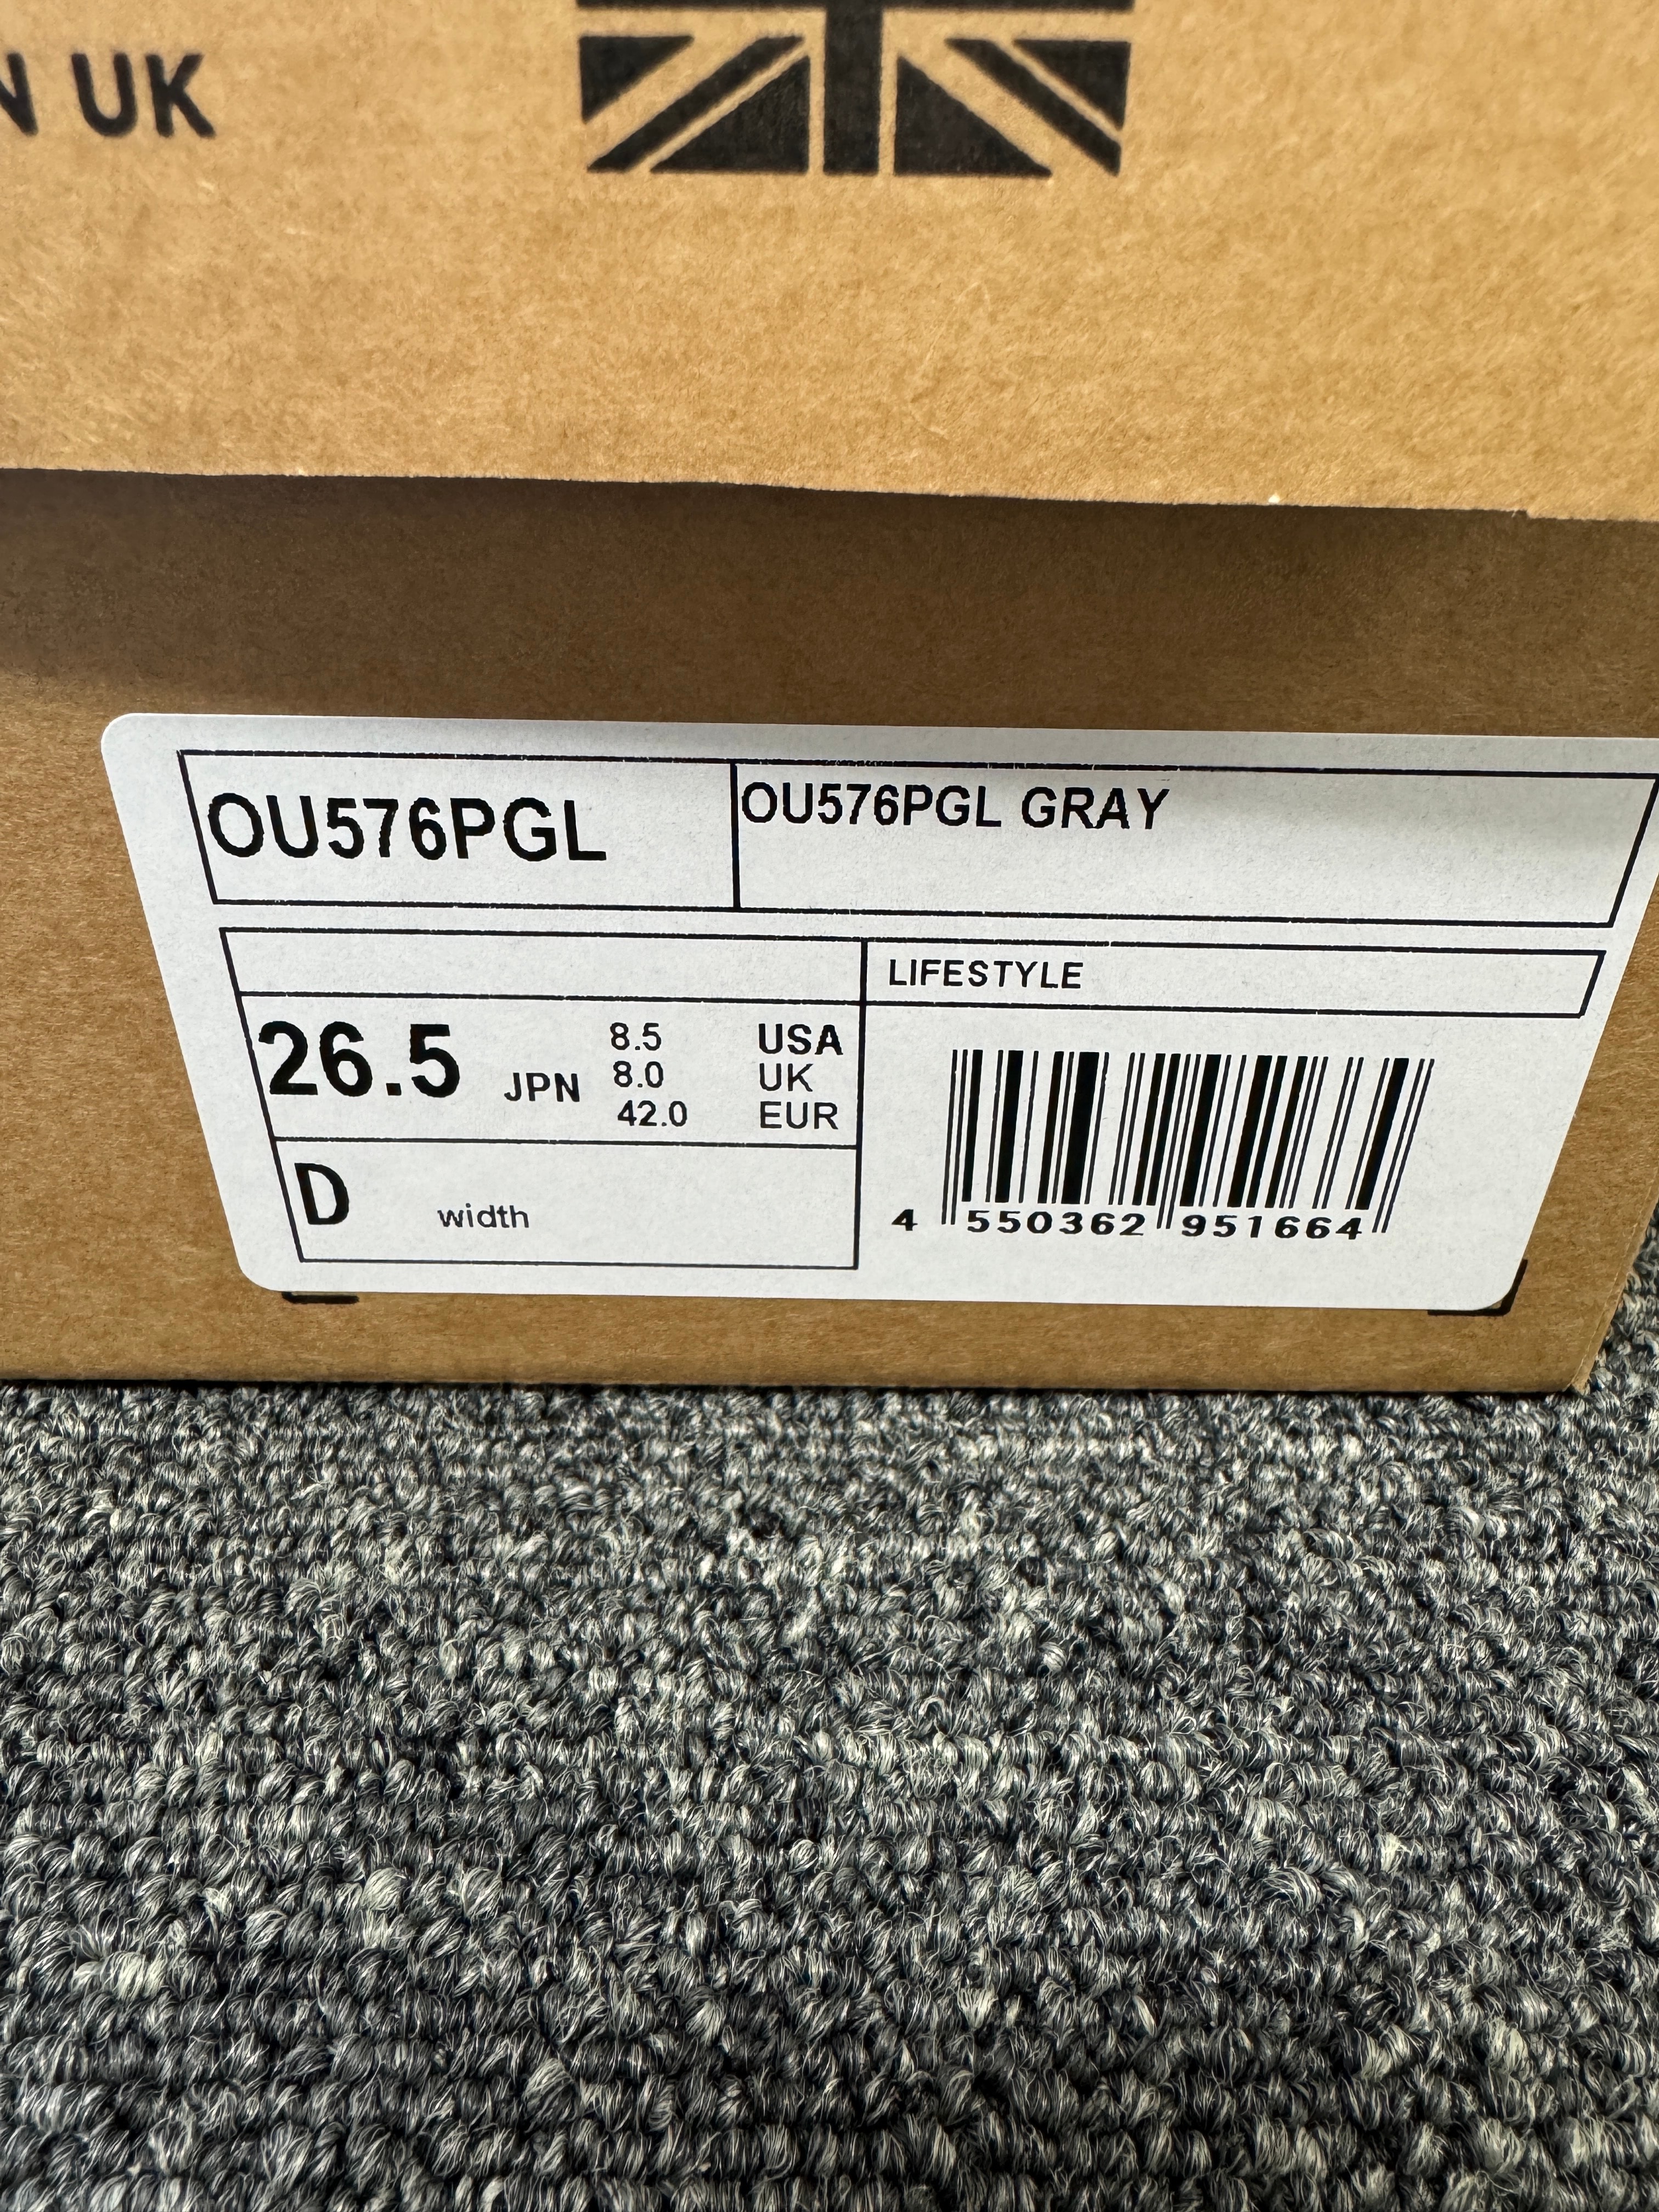 UK
OU576PGL
OU576PGL GRAY
LIFESTYLE
26.5 JPN
8.5 USA
8.0 UK
42.0 EUR
D width
4 550362 951664